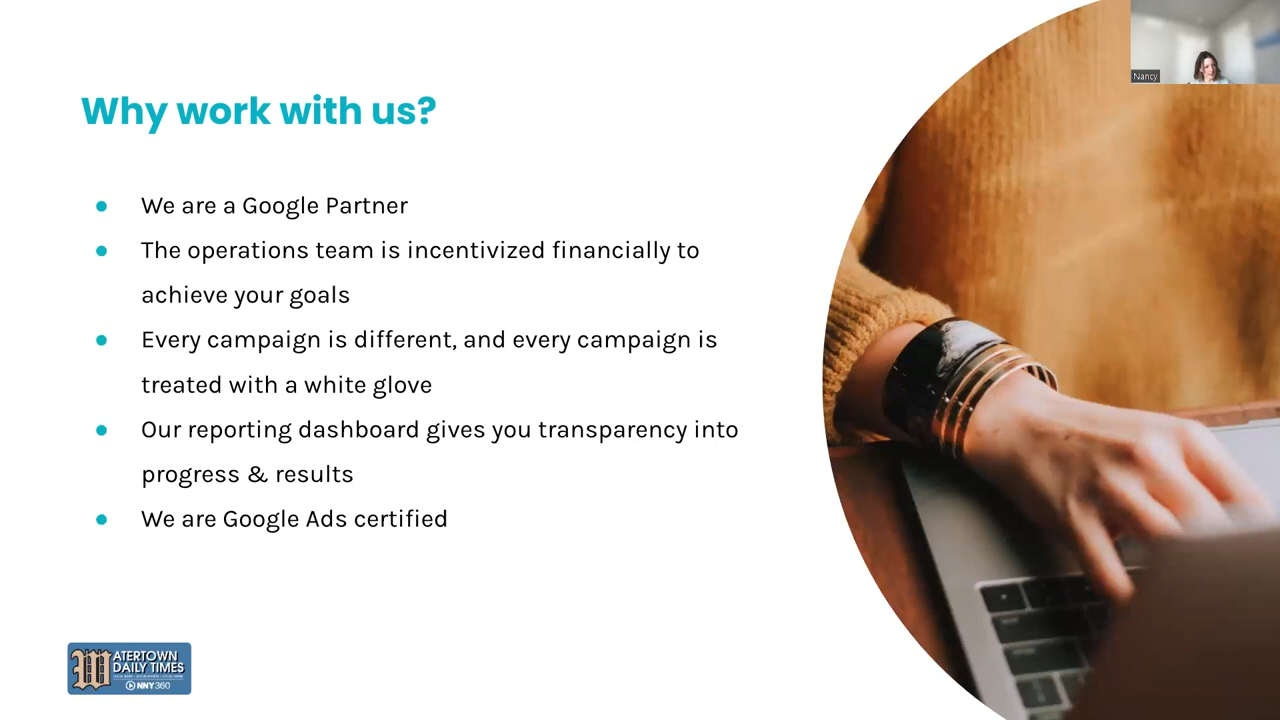 Nancy
Why work with us?
We are a Google Partner
The operations team is incentivized financially to
achieve your goals
Every campaign is different, and every campaign is
treated with a white glove
Our reporting dashboard gives you transparency into
progress & results
We are Google Ads certified
WATERTOWN
DAILY TIMES
NNY360